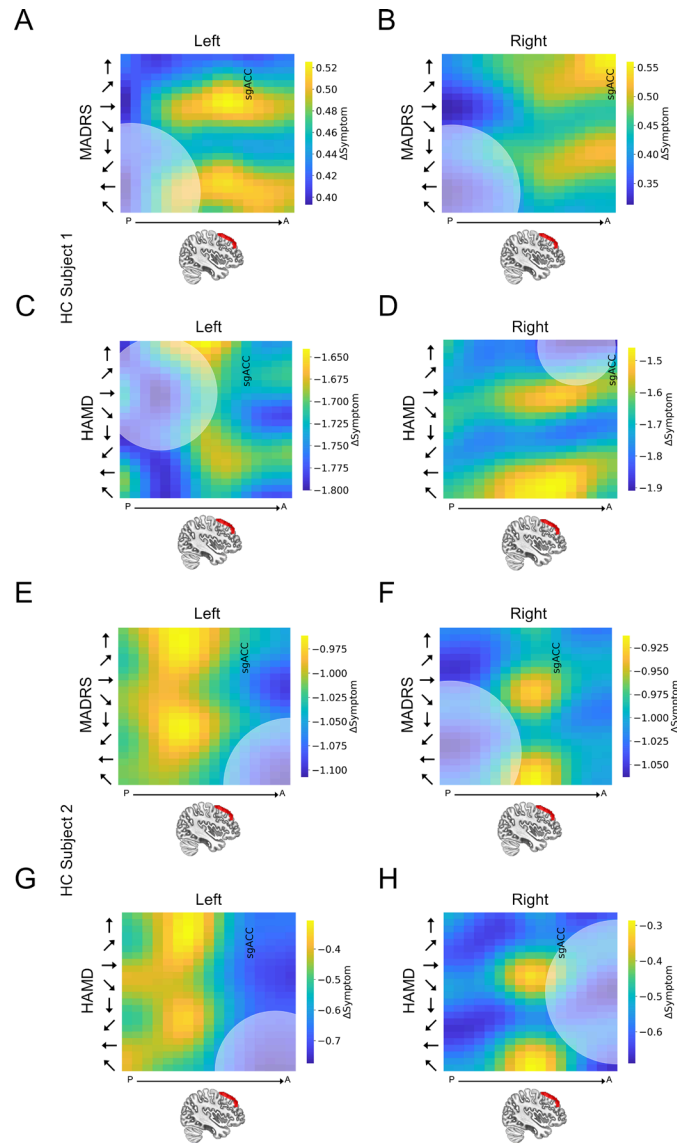 A
Left
MADRS
sgACC
0.52
0.50
0.48
0.46
0.44
0.42
0.40
ΔSymptom
P
A
B
Right
MADRS
sgACC
0.55
0.50
0.45
0.40
0.35
ΔSymptom
P
A
HC Subject 1
C
Left
HAMD
sgACC
−1.650
−1.675
−1.700
−1.725
−1.750
−1.775
−1.800
ΔSymptom
P
A
D
Right
HAMD
sgACC
−1.5
−1.6
−1.7
−1.8
−1.9
ΔSymptom
P
A
E
Left
MADRS
sgACC
−0.975
−1.000
−1.025
−1.050
−1.075
−1.100
ΔSymptom
P
A
F
Right
MADRS
sgACC
−0.925
−0.950
−0.975
−1.000
−1.025
−1.050
ΔSymptom
P
A
HC Subject 2
G
Left
HAMD
sgACC
−0.4
−0.5
−0.6
−0.7
ΔSymptom
P
A
H
Right
HAMD
sgACC
−0.3
−0.4
−0.5
−0.6
ΔSymptom
P
A